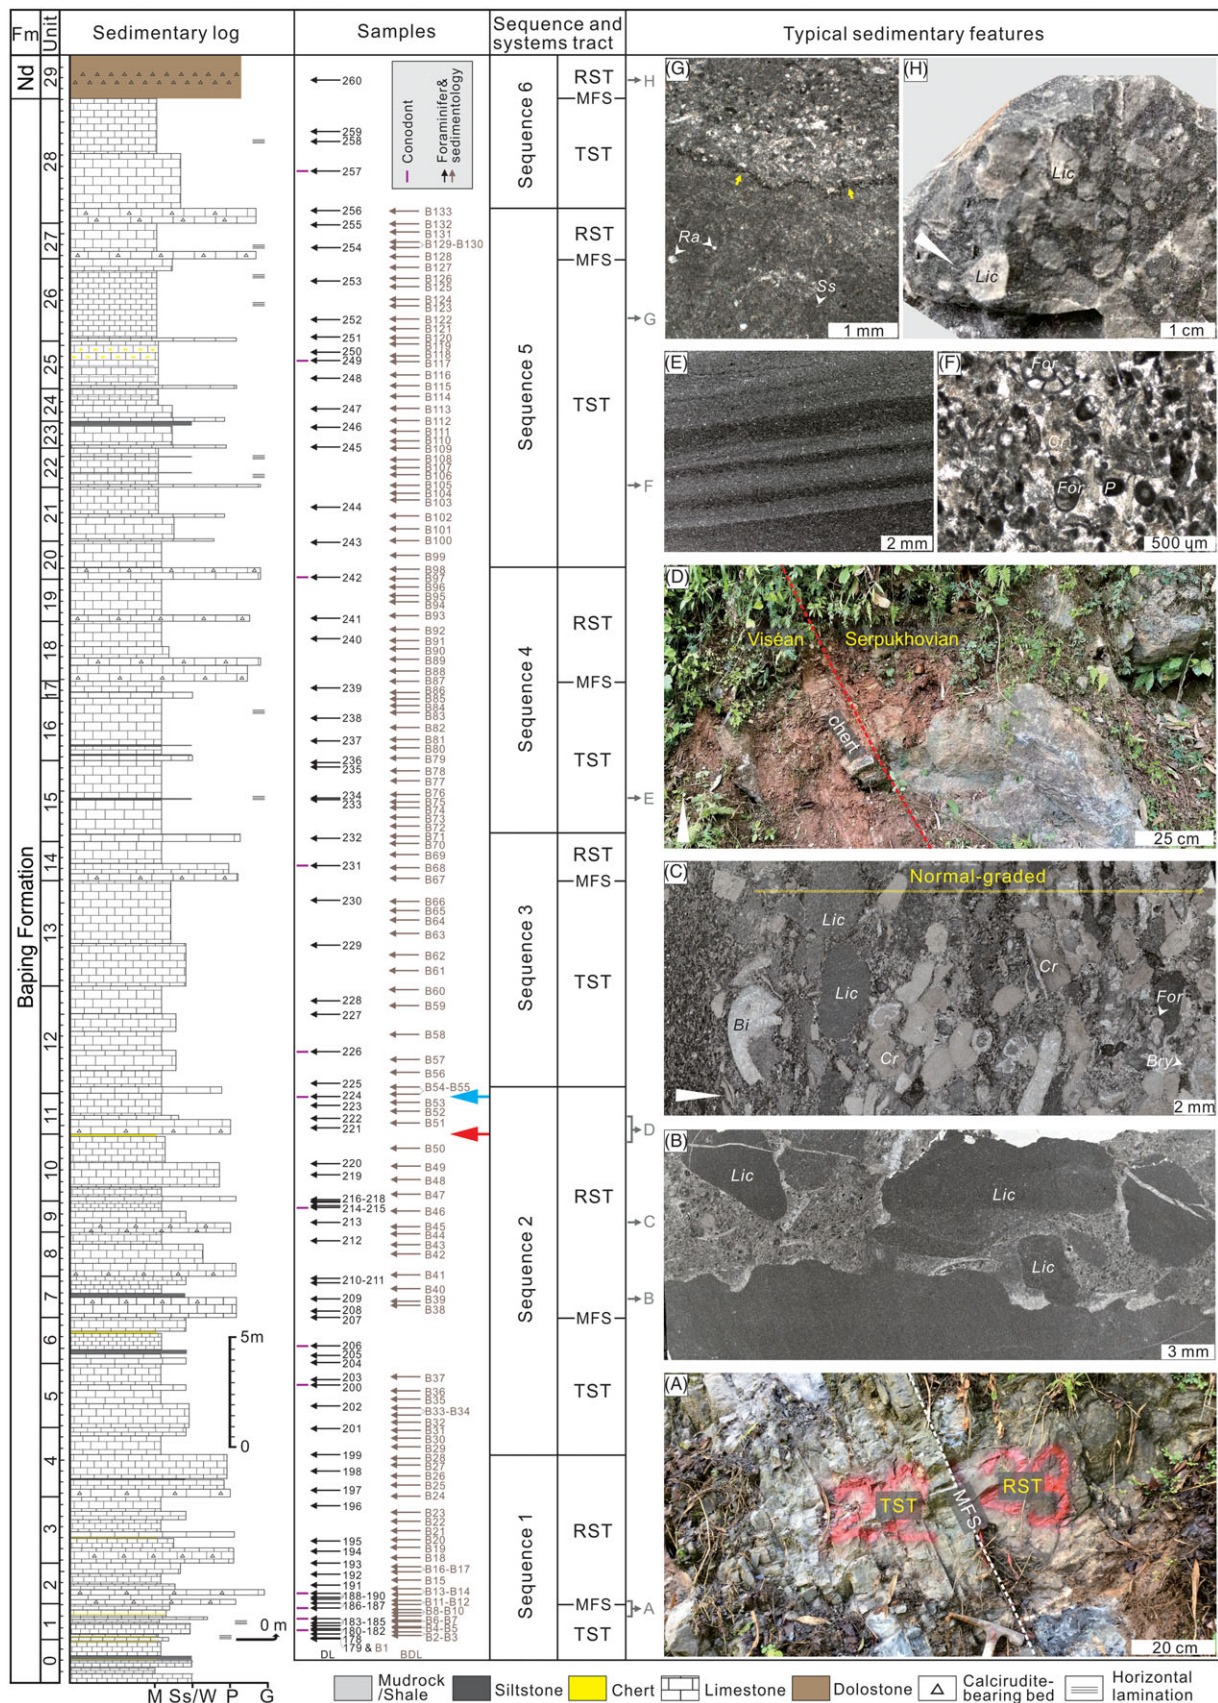 Fm
Unit
Sedimentary log
Samples
Sequence and
systems tract
Typical sedimentary features
Nd
Baping Formation
29
28
27
26
25
24
23
22
21
20
19
18
17
16
15
14
13
12
11
10
9
8
7
6
5
4
3
2
1
0
5m
0
0 m
M Ss/W P G
Conodont
Foraminifer &
sedimentology
260
259
258
257
256
255
254
253
252
251
250
249
248
247
246
245
244
243
242
241
240
239
238
237
236
235
234
233
232
231
230
229
228
227
226
225
224
223
222
221
220
219
216-218
214-215
213
212
210-211
209
208
207
206
205
204
203
200
202
201
199
198
197
196
195
194
193
192
191
188-190
186-187
183-185
180-182
178
179 & B1
DL
B133
B132
B131
B129-B130
B128
B127
B126
B125
B124
B123
B122
B121
B120
B119
B118
B117
B116
B115
B114
B113
B112
B111
B110
B109
B108
B107
B106
B105
B104
B103
B102
B101
B100
B99
B98
B97
B96
B95
B94
B93
B92
B91
B90
B89
B88
B87
B86
B85
B84
B83
B82
B81
B80
B79
B78
B77
B76
B75
B74
B73
B72
B71
B70
B69
B68
B67
B66
B65
B64
B63
B62
B61
B60
B59
B58
B57
B56
B54-B55
B53
B52
B51
B50
B49
B48
B47
B46
B45
B44
B43
B42
B41
B40
B39
B38
B37
B36
B35
B33-B34
B32
B31
B30
B29
B28
B27
B26
B25
B24
B23
B22
B21
B20
B19
B18
B16-B17
B15
B13-B14
B11-B12
B8-B10
B6-B7
B4-B5
B2-B3
BDL
Sequence 6
Sequence 5
Sequence 4
Sequence 3
Sequence 2
Sequence 1
RST
MFS
TST
RST
MFS
TST
RST
MFS
TST
RST
MFS
TST
RST
MFS
TST
RST
MFS
TST
H
G
F
E
D
C
B
A
(G)
Ra
Ss
1 mm
(H)
Lic
Lic
1 cm
(E)
2 mm
(F)
For
Cr
For
P
500 um
(D)
Viséan
Serpukhovian
chert
25 cm
(C)
Normal-graded
Lic
Lic
Cr
Bi
Cr
For
Bry
2 mm
(B)
Lic
Lic
Lic
3 mm
(A)
TST
MFS
RST
20 cm
Mudrock
/Shale
Siltstone
Chert
Limestone
Dolostone
Calcirudite-
bearing bed
Horizontal
lamination